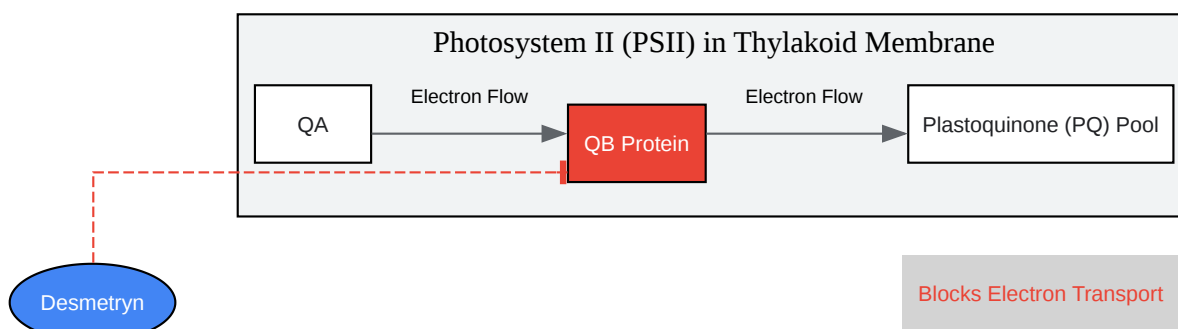 Photosystem II (PSII) in Thylakoid Membrane
Electron Flow
Electron Flow
QA
QB Protein
Plastoquinone (PQ) Pool
Desmetryn
Blocks Electron Transport